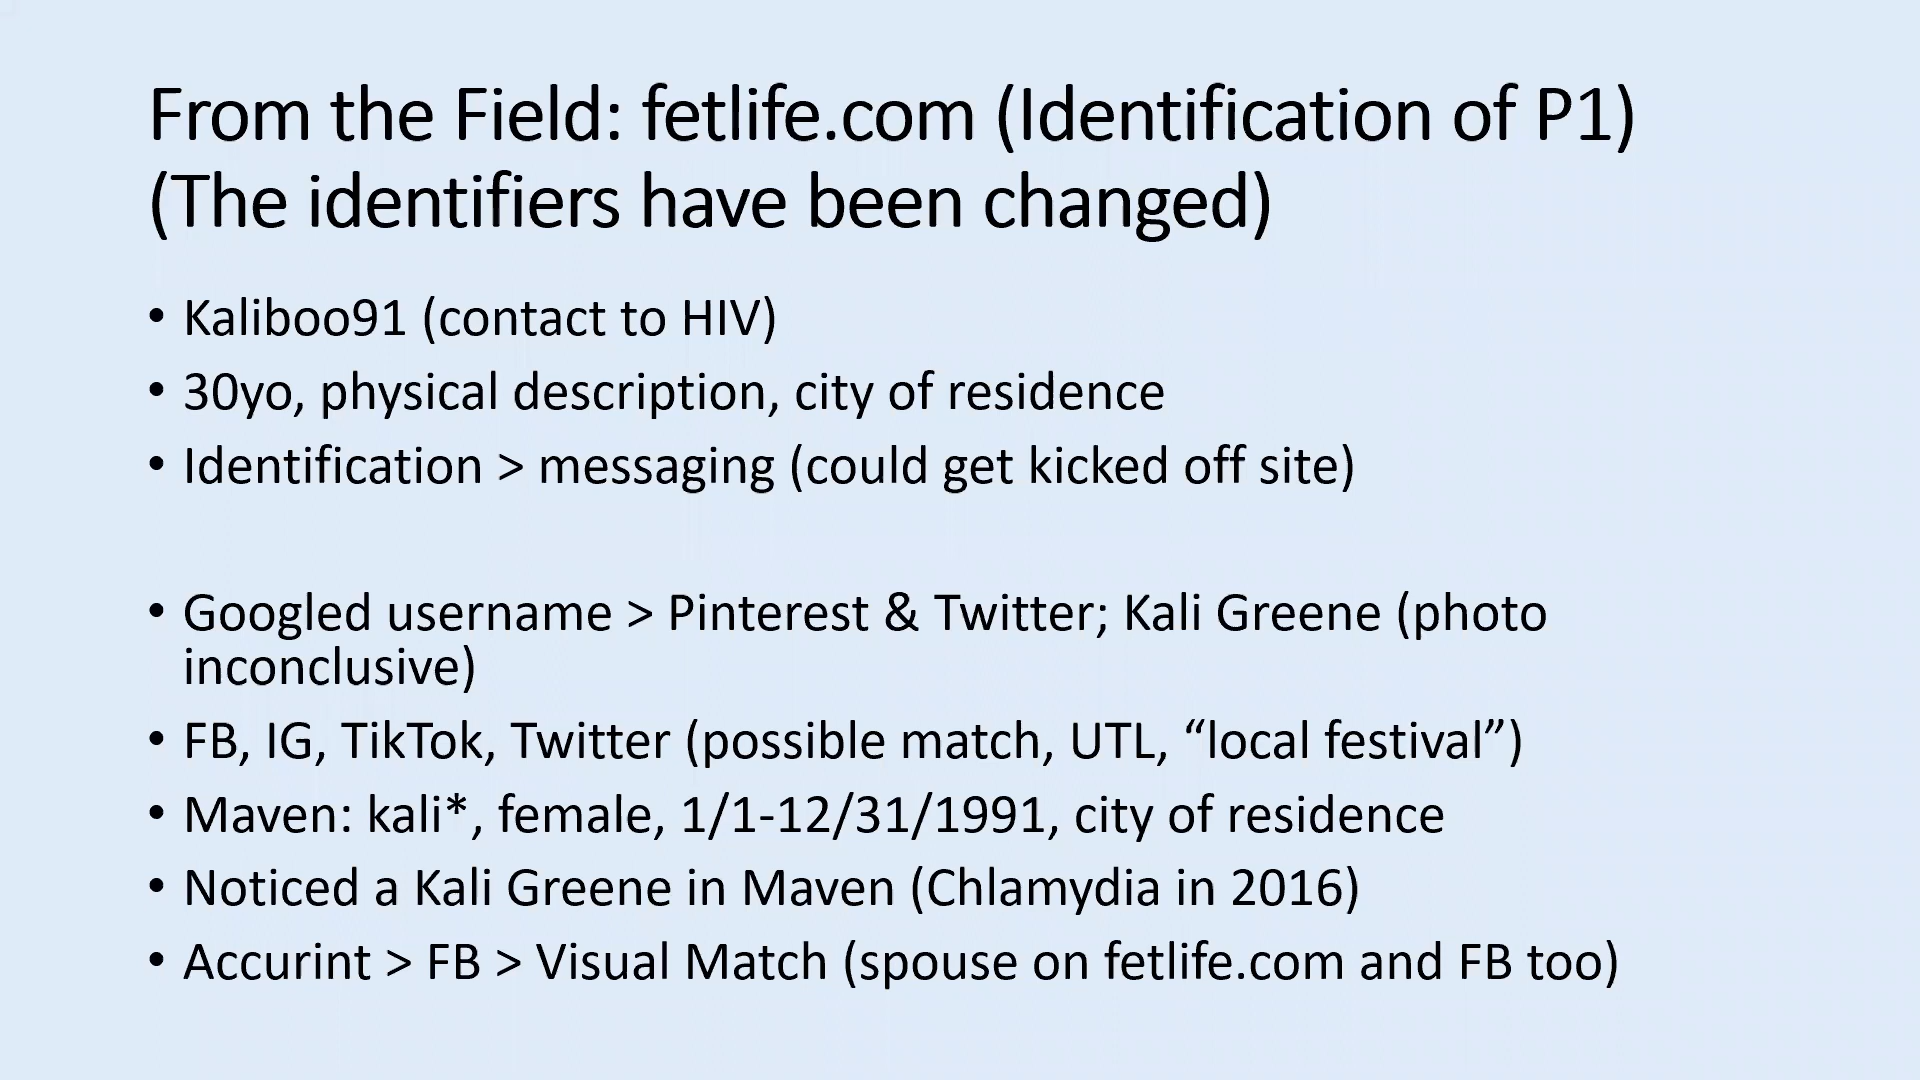 From the Field: fetlife.com (Identification of P1)
(The identifiers have been changed)
• Kaliboo91 (contact to HIV)
• 30yo, physical description, city of residence
• Identification > messaging (could get kicked off site)
• Googled username > Pinterest & Twitter; Kali Greene (photo
inconclusive)
• FB, IG, TikTok, Twitter (possible match, UTL, “local festival”)
• Maven: kali*, female, 1/1-12/31/1991, city of residence
• Noticed a Kali Greene in Maven (Chlamydia in 2016)
• Accurint > FB > Visual Match (spouse on fetlife.com and FB too)